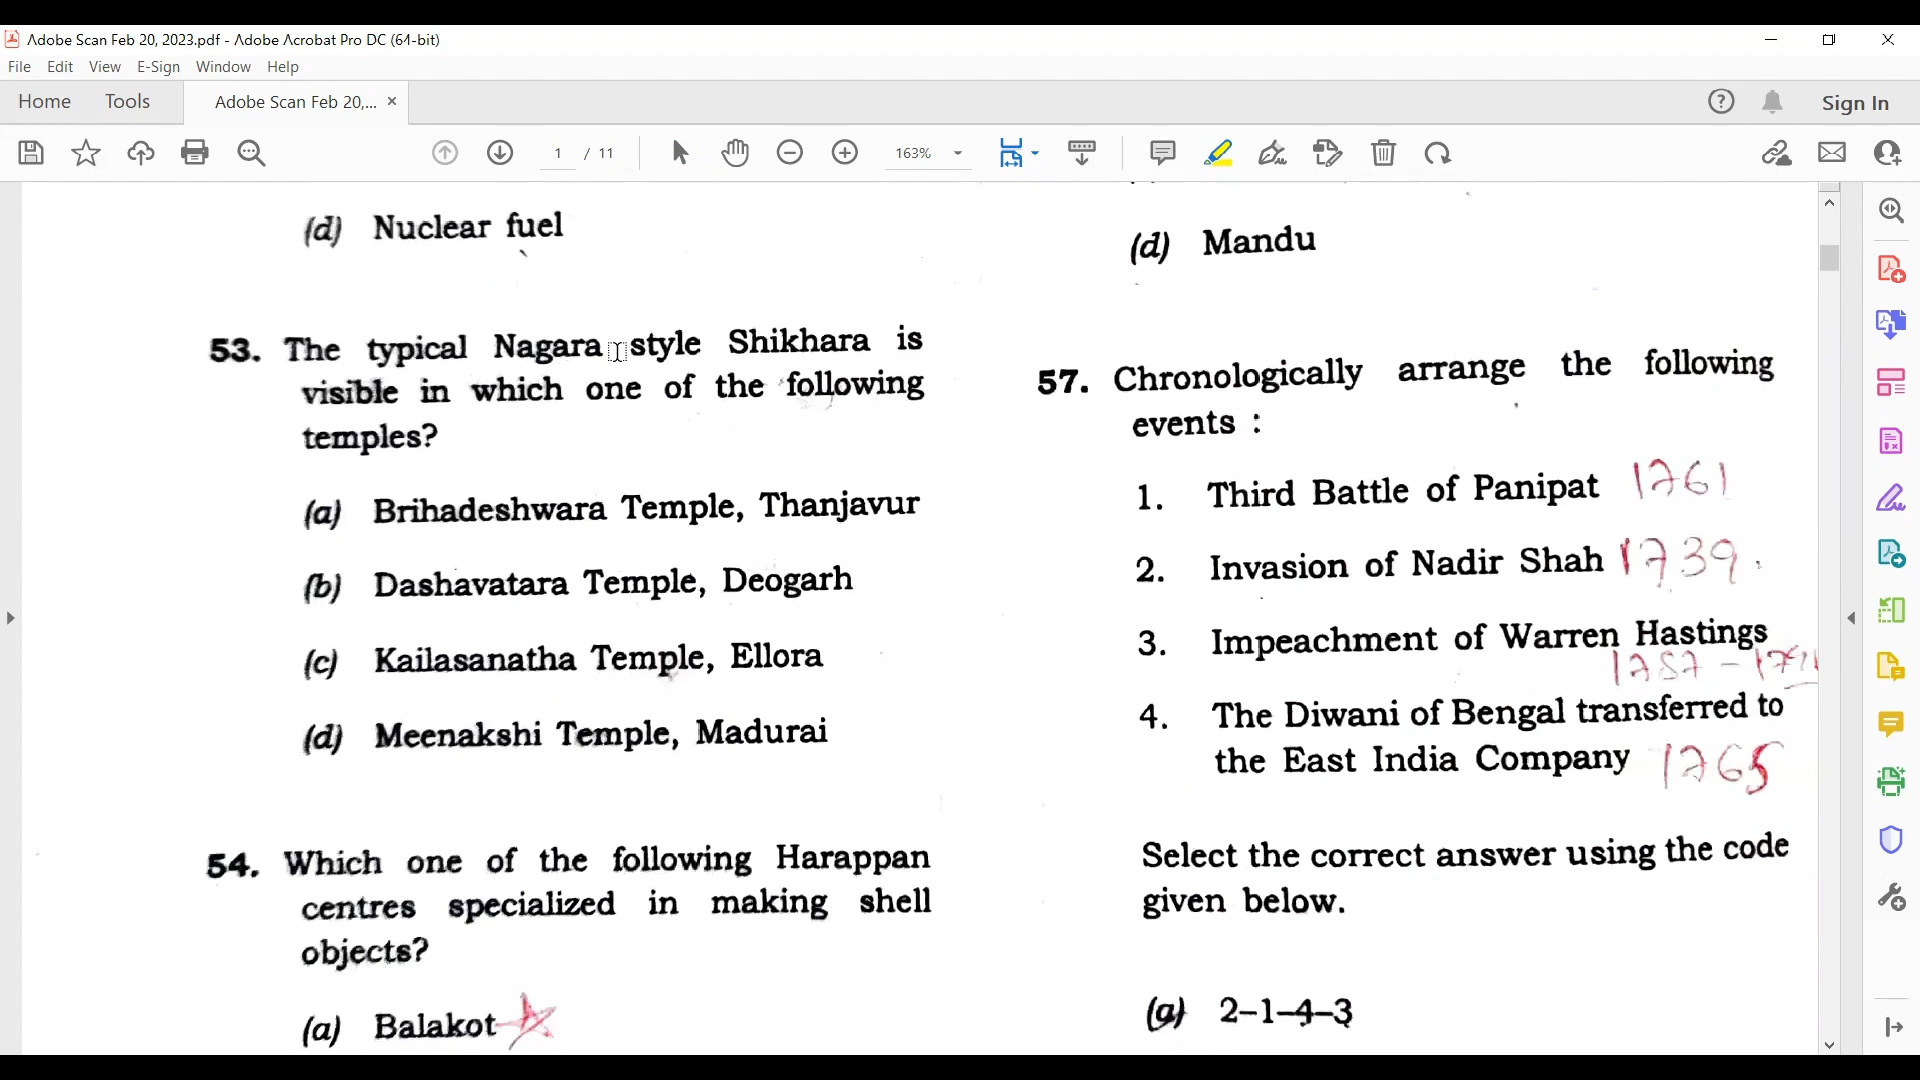 Adobe Scan Feb 20, 2023.pdf - Adobe Acrobat Pro DC (64-bit)
File Edit View E-Sign Window Help
Home Tools Adobe Scan Feb 20,... × Sign In
1 / 11 163%
(d) Nuclear fuel
53. The typical Nagara style Shikhara is
visible in which one of the following
temples?
(a) Brihadeshwara Temple, Thanjavur
(b) Dashavatara Temple, Deogarh
(c) Kailasanatha Temple, Ellora
(d) Meenakshi Temple, Madurai
54. Which one of the following Harappan
centres specialized in making shell
objects?
(a) Balakot
(d) Mandu
57. Chronologically arrange the following
events :
1. Third Battle of Panipat 1761
2. Invasion of Nadir Shah 1739
3. Impeachment of Warren Hastings
1787 -
4. The Diwani of Bengal transferred to
the East India Company 1765
Select the correct answer using the code
given below.
(a) 2–1–4–3